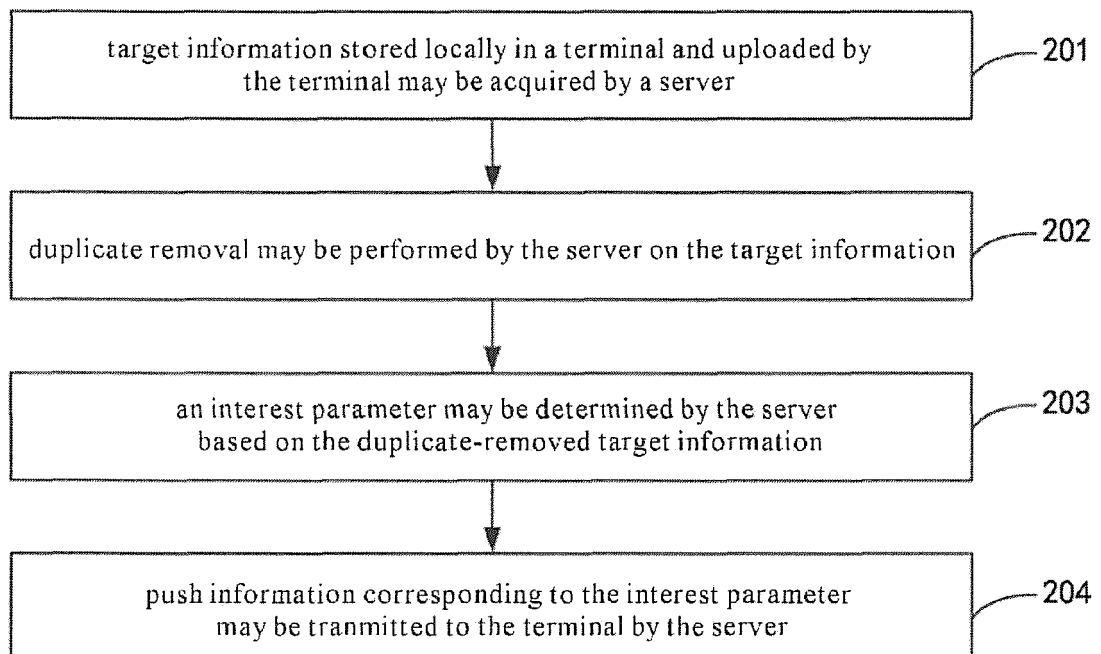 target information stored locally in a terminal and uploaded by
the terminal may be acquired by a server
201
duplicate removal may be performed by the server on the target information
202
an interest parameter may be determined by the server
based on the duplicate-removed target information
203
push information corresponding to the interest parameter
may be tranmitted to the terminal by the server
204